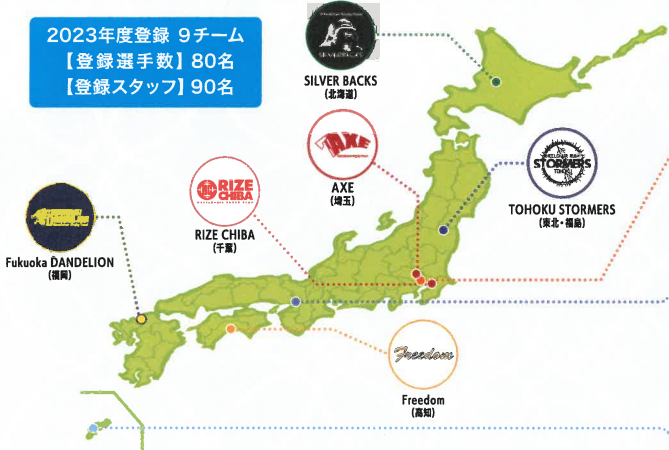 2023年度登録 9チーム
【登録選手数】80名
【登録スタッフ】90名
SILVER BACKS
(北海道)
AXE
AXE
(埼玉)
STORMERS
TOHOKU
TOHOKU STORMERS
(東北・福島)
RIZE
CHIBA
RIZE CHIBA
(千葉)
Fukuoka DANDELION
(福岡)
Freedom
Freedom
(高知)